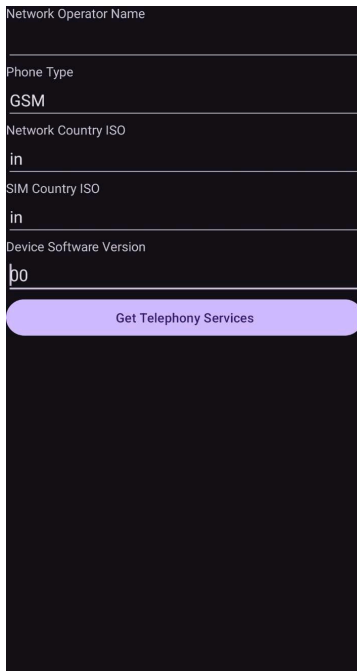 Network Operator Name
Phone Type
GSM
Network Country ISO
in
SIM Country ISO
in
Device Software Version
00
Get Telephony Services